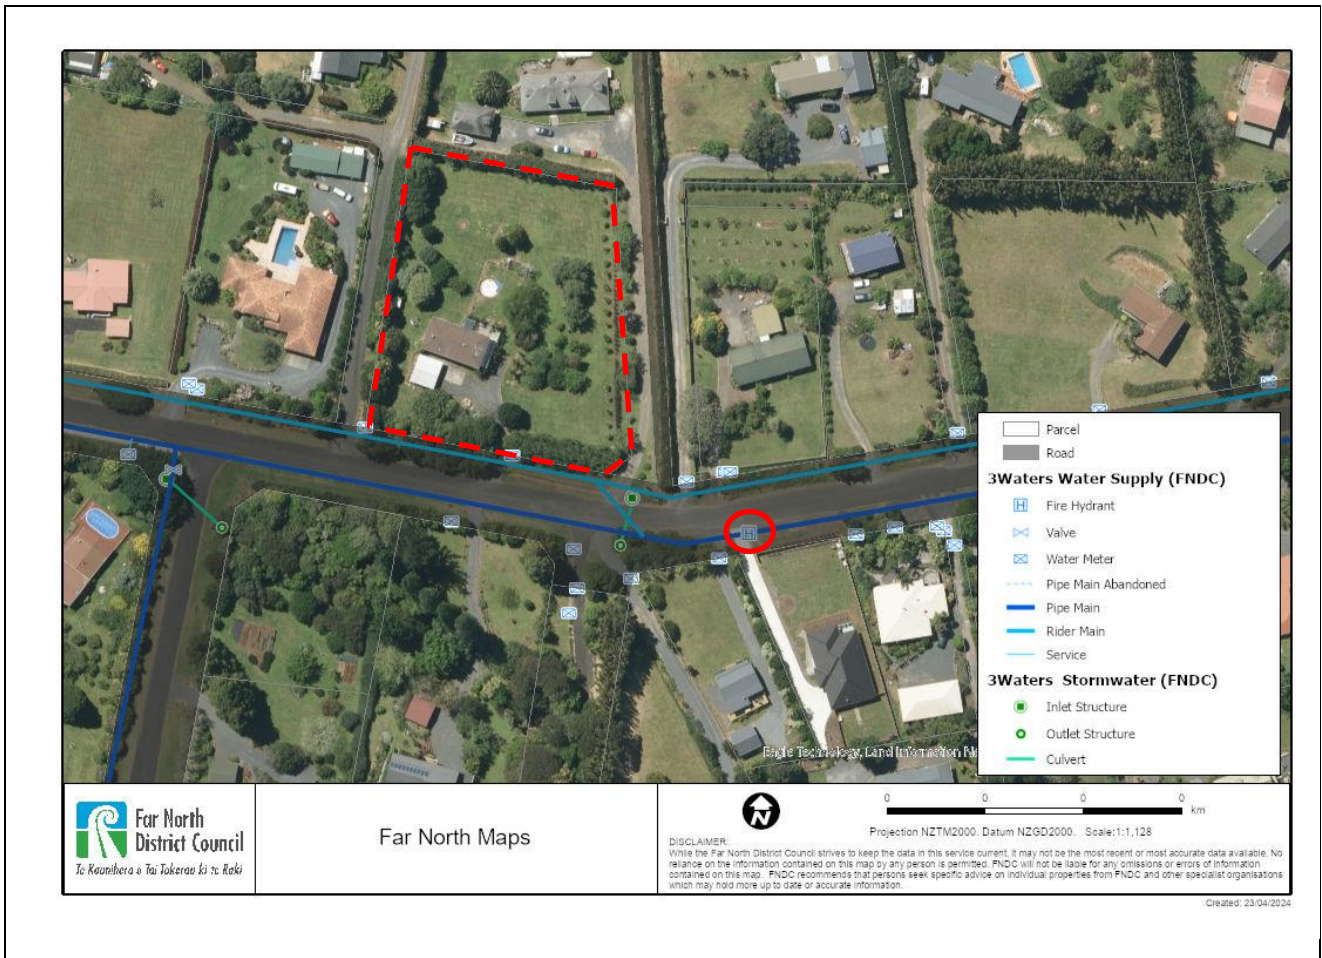 Parcel
Road
3Waters Water Supply (FNDC)
H Fire Hydrant
Valve
Water Meter
Pipe Main Abandoned
Pipe Main
Rider Main
Service
3Waters Stormwater (FNDC)
Inlet Structure
Outlet Structure
Culvert
H
Eagle Technology, Land Information
Far North
District Council
Te Kaunihera o Tai Tokerau ki te Raki
Far North Maps
N
0 0 0 0
km
Projection NZTM2000. Datum NZGD2000. Scale:1:1,128
DISCLAIMER:
While the Far North District Council strives to keep the data in this service current, it may not be the most recent or most accurate data available. No
reliance on the information contained on this map by any person is permitted. FNDC will not be liable for any omissions or errors of information
contained on this map. FNDC recommends that persons seek specific advice on individual properties from FNDC and other specialist organisations
which may hold more up to date or accurate information.
Created: 23/04/2024